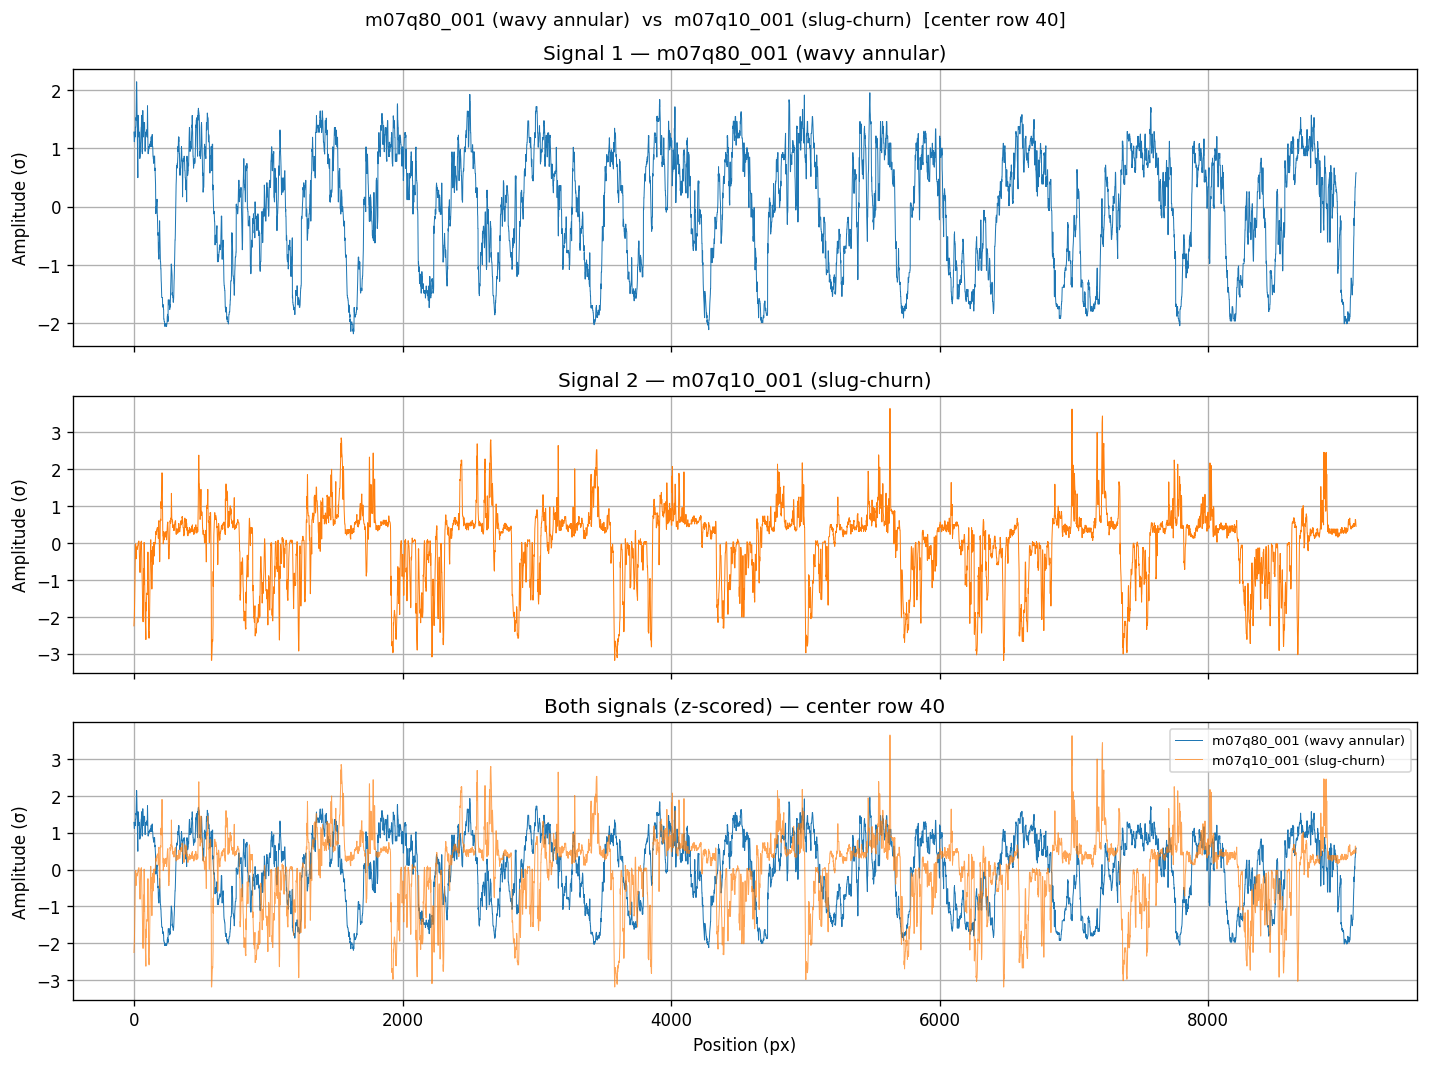 m07q80_001 (wavy annular)  vs  m07q10_001 (slug-churn)  [center row 40]
Signal 1 — m07q80_001 (wavy annular)
Amplitude (σ)
2
1
0
−1
−2
Signal 2 — m07q10_001 (slug-churn)
Amplitude (σ)
3
2
1
0
−1
−2
−3
Both signals (z-scored) — center row 40
m07q80_001 (wavy annular)
m07q10_001 (slug-churn)
Amplitude (σ)
3
2
1
0
−1
−2
−3
0 2000 4000 6000 8000
Position (px)